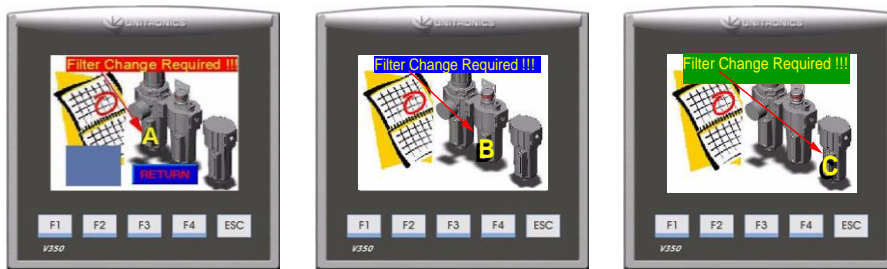 UNITRONICS
Filter Change Required !!!
A
RETURN
F1 F2 F3 F4 ESC
V350
UNITRONICS
Filter Change Required !!!
B
F1 F2 F3 F4 ESC
V350
UNITRONICS
Filter Change Required !!!
C
F1 F2 F3 F4 ESC
V350